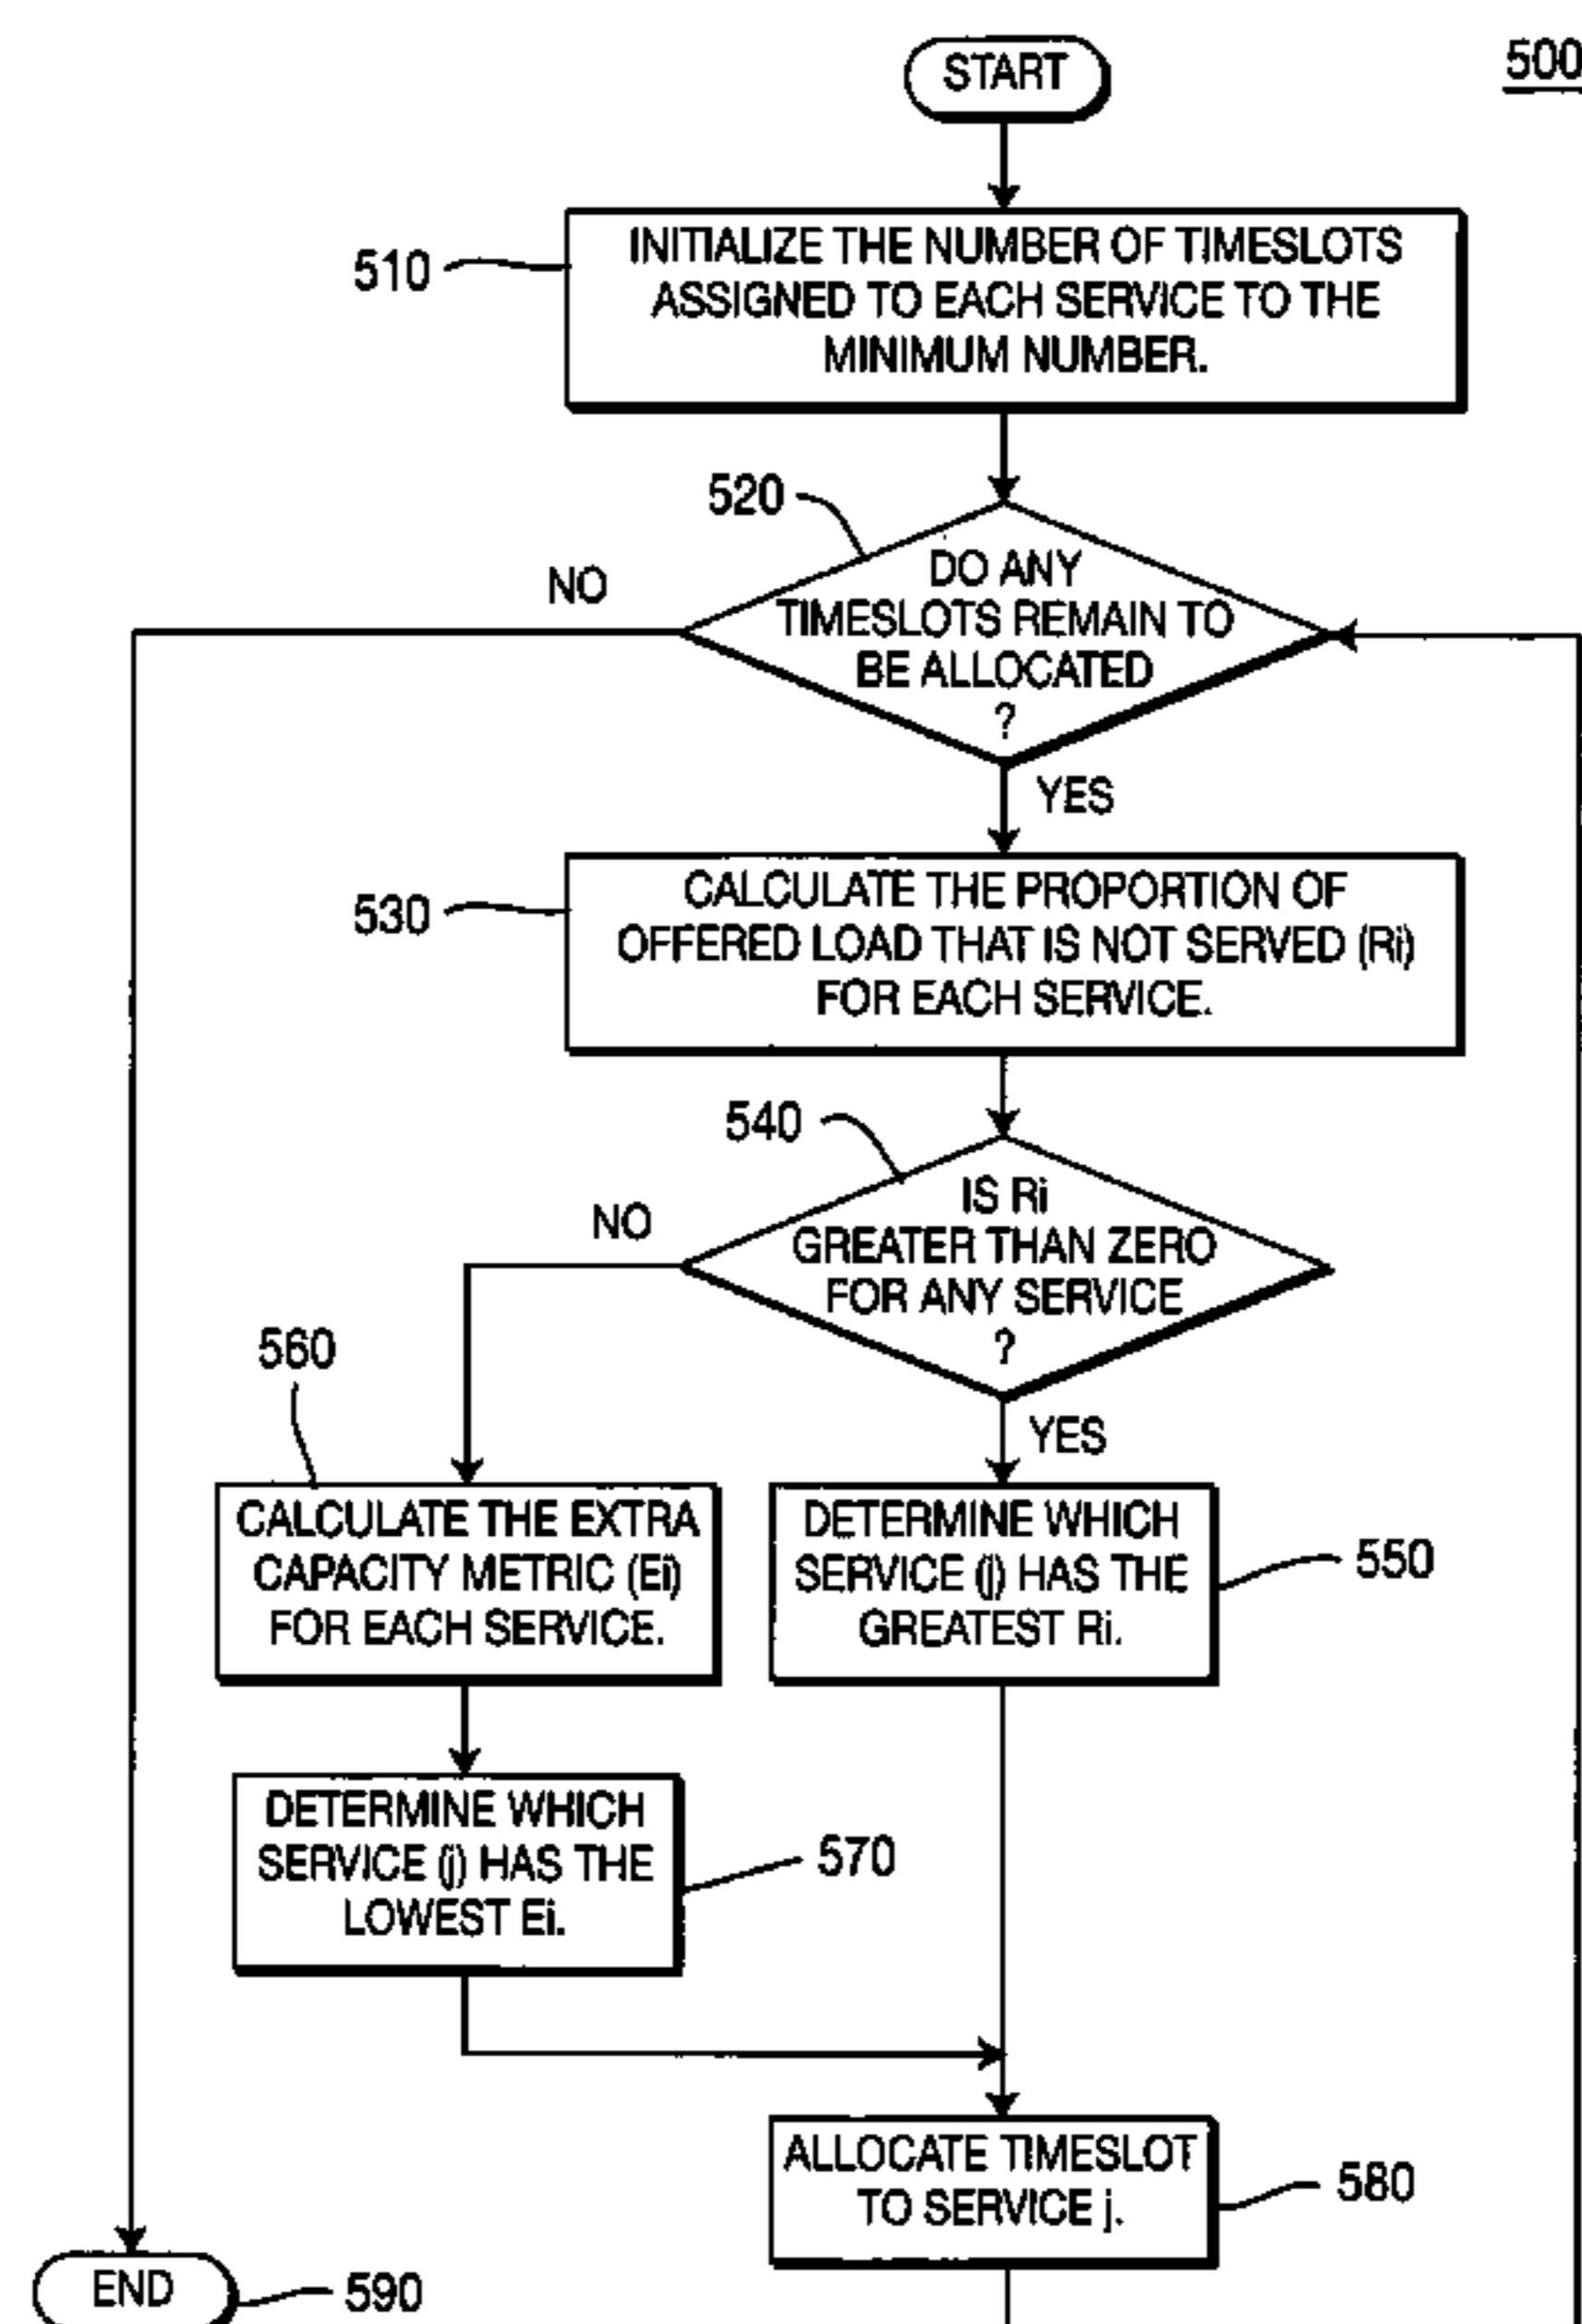 START
500
510
INITIALIZE THE NUMBER OF TIMESLOTS
ASSIGNED TO EACH SERVICE TO THE
MINIMUM NUMBER.
520
NO
DO ANY
TIMESLOTS REMAIN TO
BE ALLOCATED
?
YES
530
CALCULATE THE PROPORTION OF
OFFERED LOAD THAT IS NOT SERVED (Ri)
FOR EACH SERVICE.
540
NO
IS Ri
GREATER THAN ZERO
FOR ANY SERVICE
?
YES
560
CALCULATE THE EXTRA
CAPACITY METRIC (Ei)
FOR EACH SERVICE.
DETERMINE WHICH
SERVICE (j) HAS THE
GREATEST Ri.
550
DETERMINE WHICH
SERVICE (j) HAS THE
LOWEST Ei.
570
ALLOCATE TIMESLOT
TO SERVICE j.
580
END
590